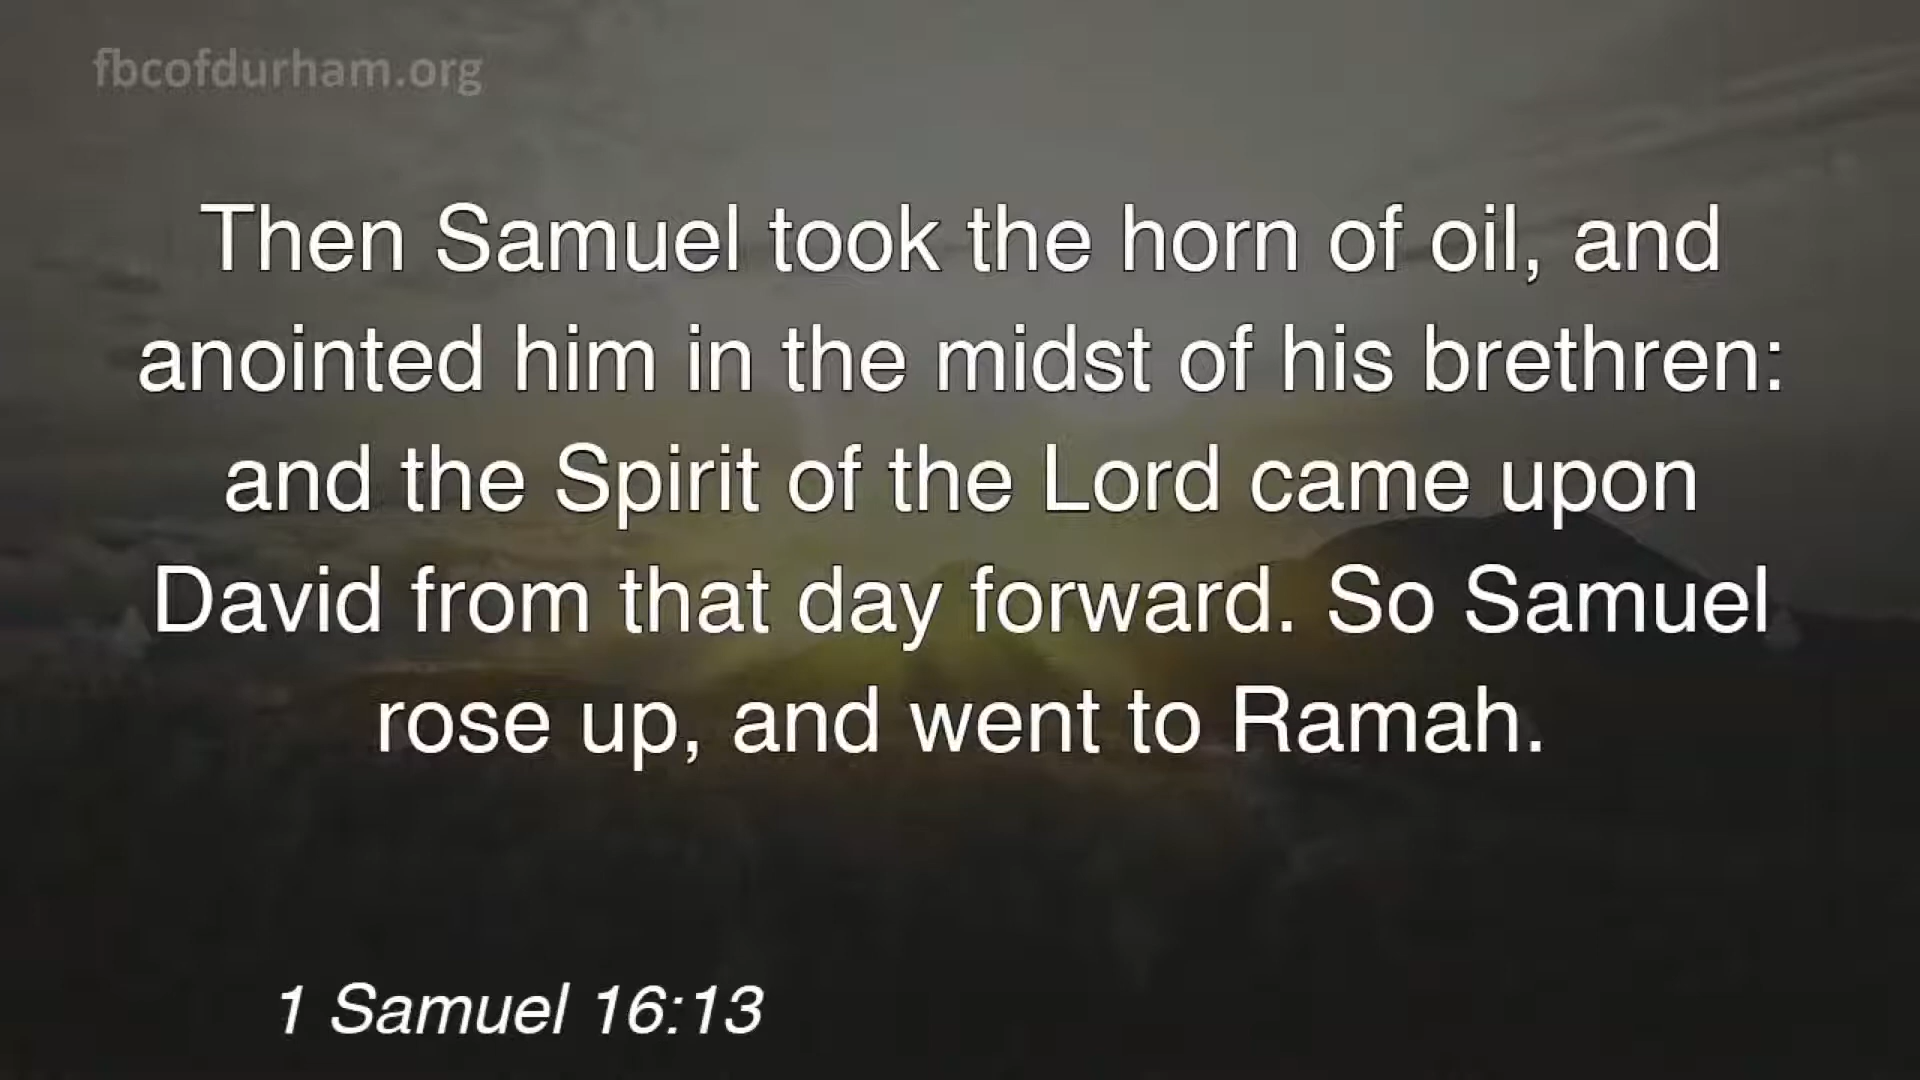 fbcofdurham.org
Then Samuel took the horn of oil, and
anointed him in the midst of his brethren:
and the Spirit of the Lord came upon
David from that day forward. So Samuel
rose up, and went to Ramah.
1 Samuel 16:13